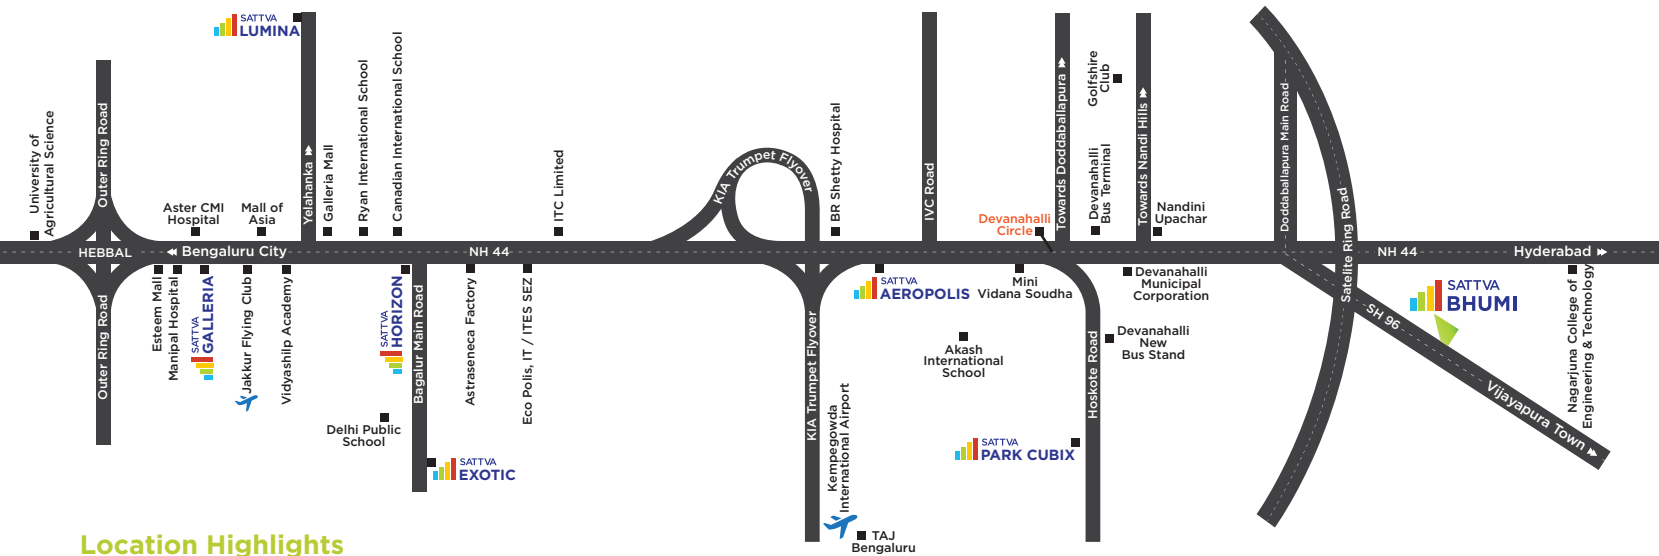 SATTVA
LUMINA
University of
Agricultural Science
Outer Ring Road
Aster CMI
Hospital
Mall of
Asia
Yelahanka
Galleria Mall
Ryan International School
Canadian International School
ITC Limited
KIA Trumpet Flyover
BR Shetty Hospital
IVC Road
Devanahalli
Circle
Towards Doddaballapura
Golfshire
Club
Devanahalli
Bus Terminal
Towards Nandi Hills
Nandini
Upachar
Doddaballapura Main Road
Satelite Ring Road
HEBBAL
Bengaluru City
NH 44
NH 44
Hyderabad
Outer Ring Road
Esteem Mall
Manipal Hospital
SATTVA
GALLERIA
Jakkur Flying Club
Vidyashilp Academy
SATTVA
HORIZON
Bagalur Main Road
Delhi Public
School
SATTVA
EXOTIC
Astraseneca Factory
Eco Polis, IT / ITES SEZ
KIA Trumpet Flyover
Kempegowda
International Airport
TAJ
Bengaluru
SATTVA
AEROPOLIS
Mini
Vidana Soudha
Akash
International
School
SATTVA
PARK CUBIX
Hoskote Road
Devanahalli
Municipal
Corporation
Devanahalli
New
Bus Stand
SH 96
SATTVA
BHUMI
Vijayapura Town
Nagarjuna College of
Engineering & Technology
Location Highlights